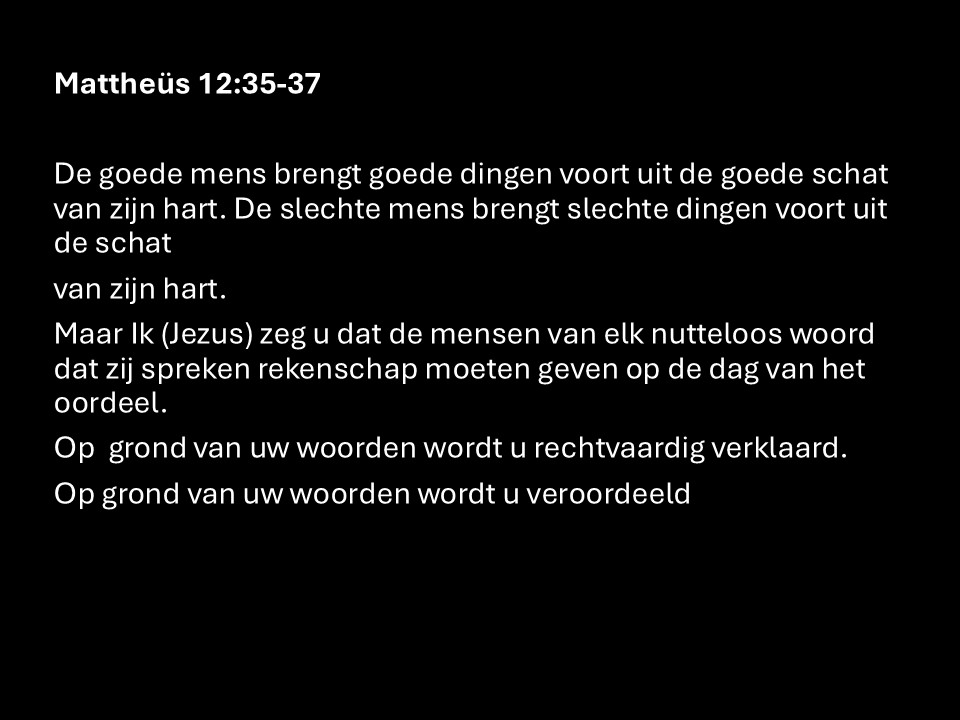 Mattheüs 12:35-37
De goede mens brengt goede dingen voort uit de goede schat
van zijn hart. De slechte mens brengt slechte dingen voort uit
de schat
van zijn hart.
Maar Ik (Jezus) zeg u dat de mensen van elk nutteloos woord
dat zij spreken rekenschap moeten geven op de dag van het
oordeel.
Op  grond van uw woorden wordt u rechtvaardig verklaard.
Op grond van uw woorden wordt u veroordeeld